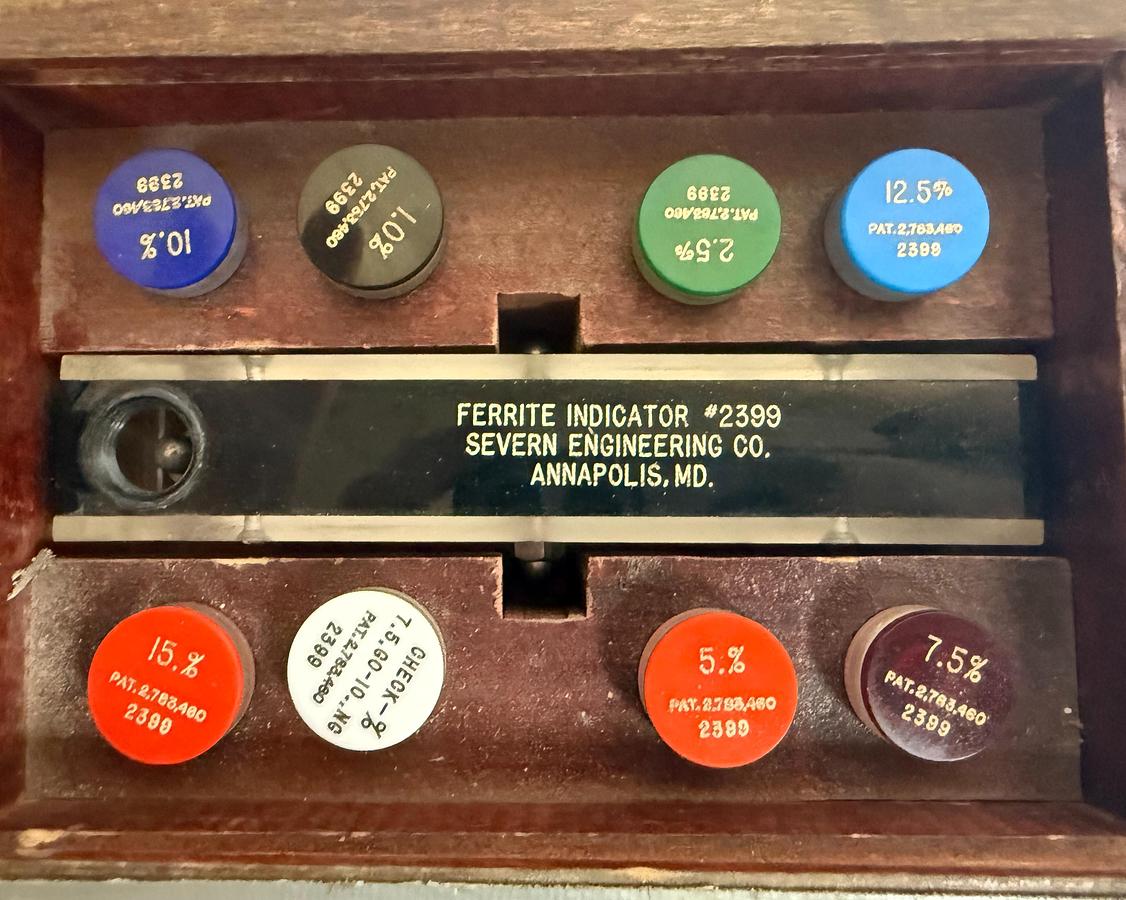 10.%
PAT.2,763,460
2399
1.0%
PAT.2,763,460
2399
2.5%
PAT.2,763,460
2399
12.5%
PAT.2,763,460
2399
FERRITE INDICATOR #2399
SEVERN ENGINEERING CO.
ANNAPOLIS, MD.
15.%
PAT.2,763,460
2399
CHECK-%
7.5,GO-10.,NG
PAT.2,763,460
2399
5.%
PAT.2,763,460
2399
7.5%
PAT.2,763,460
2399